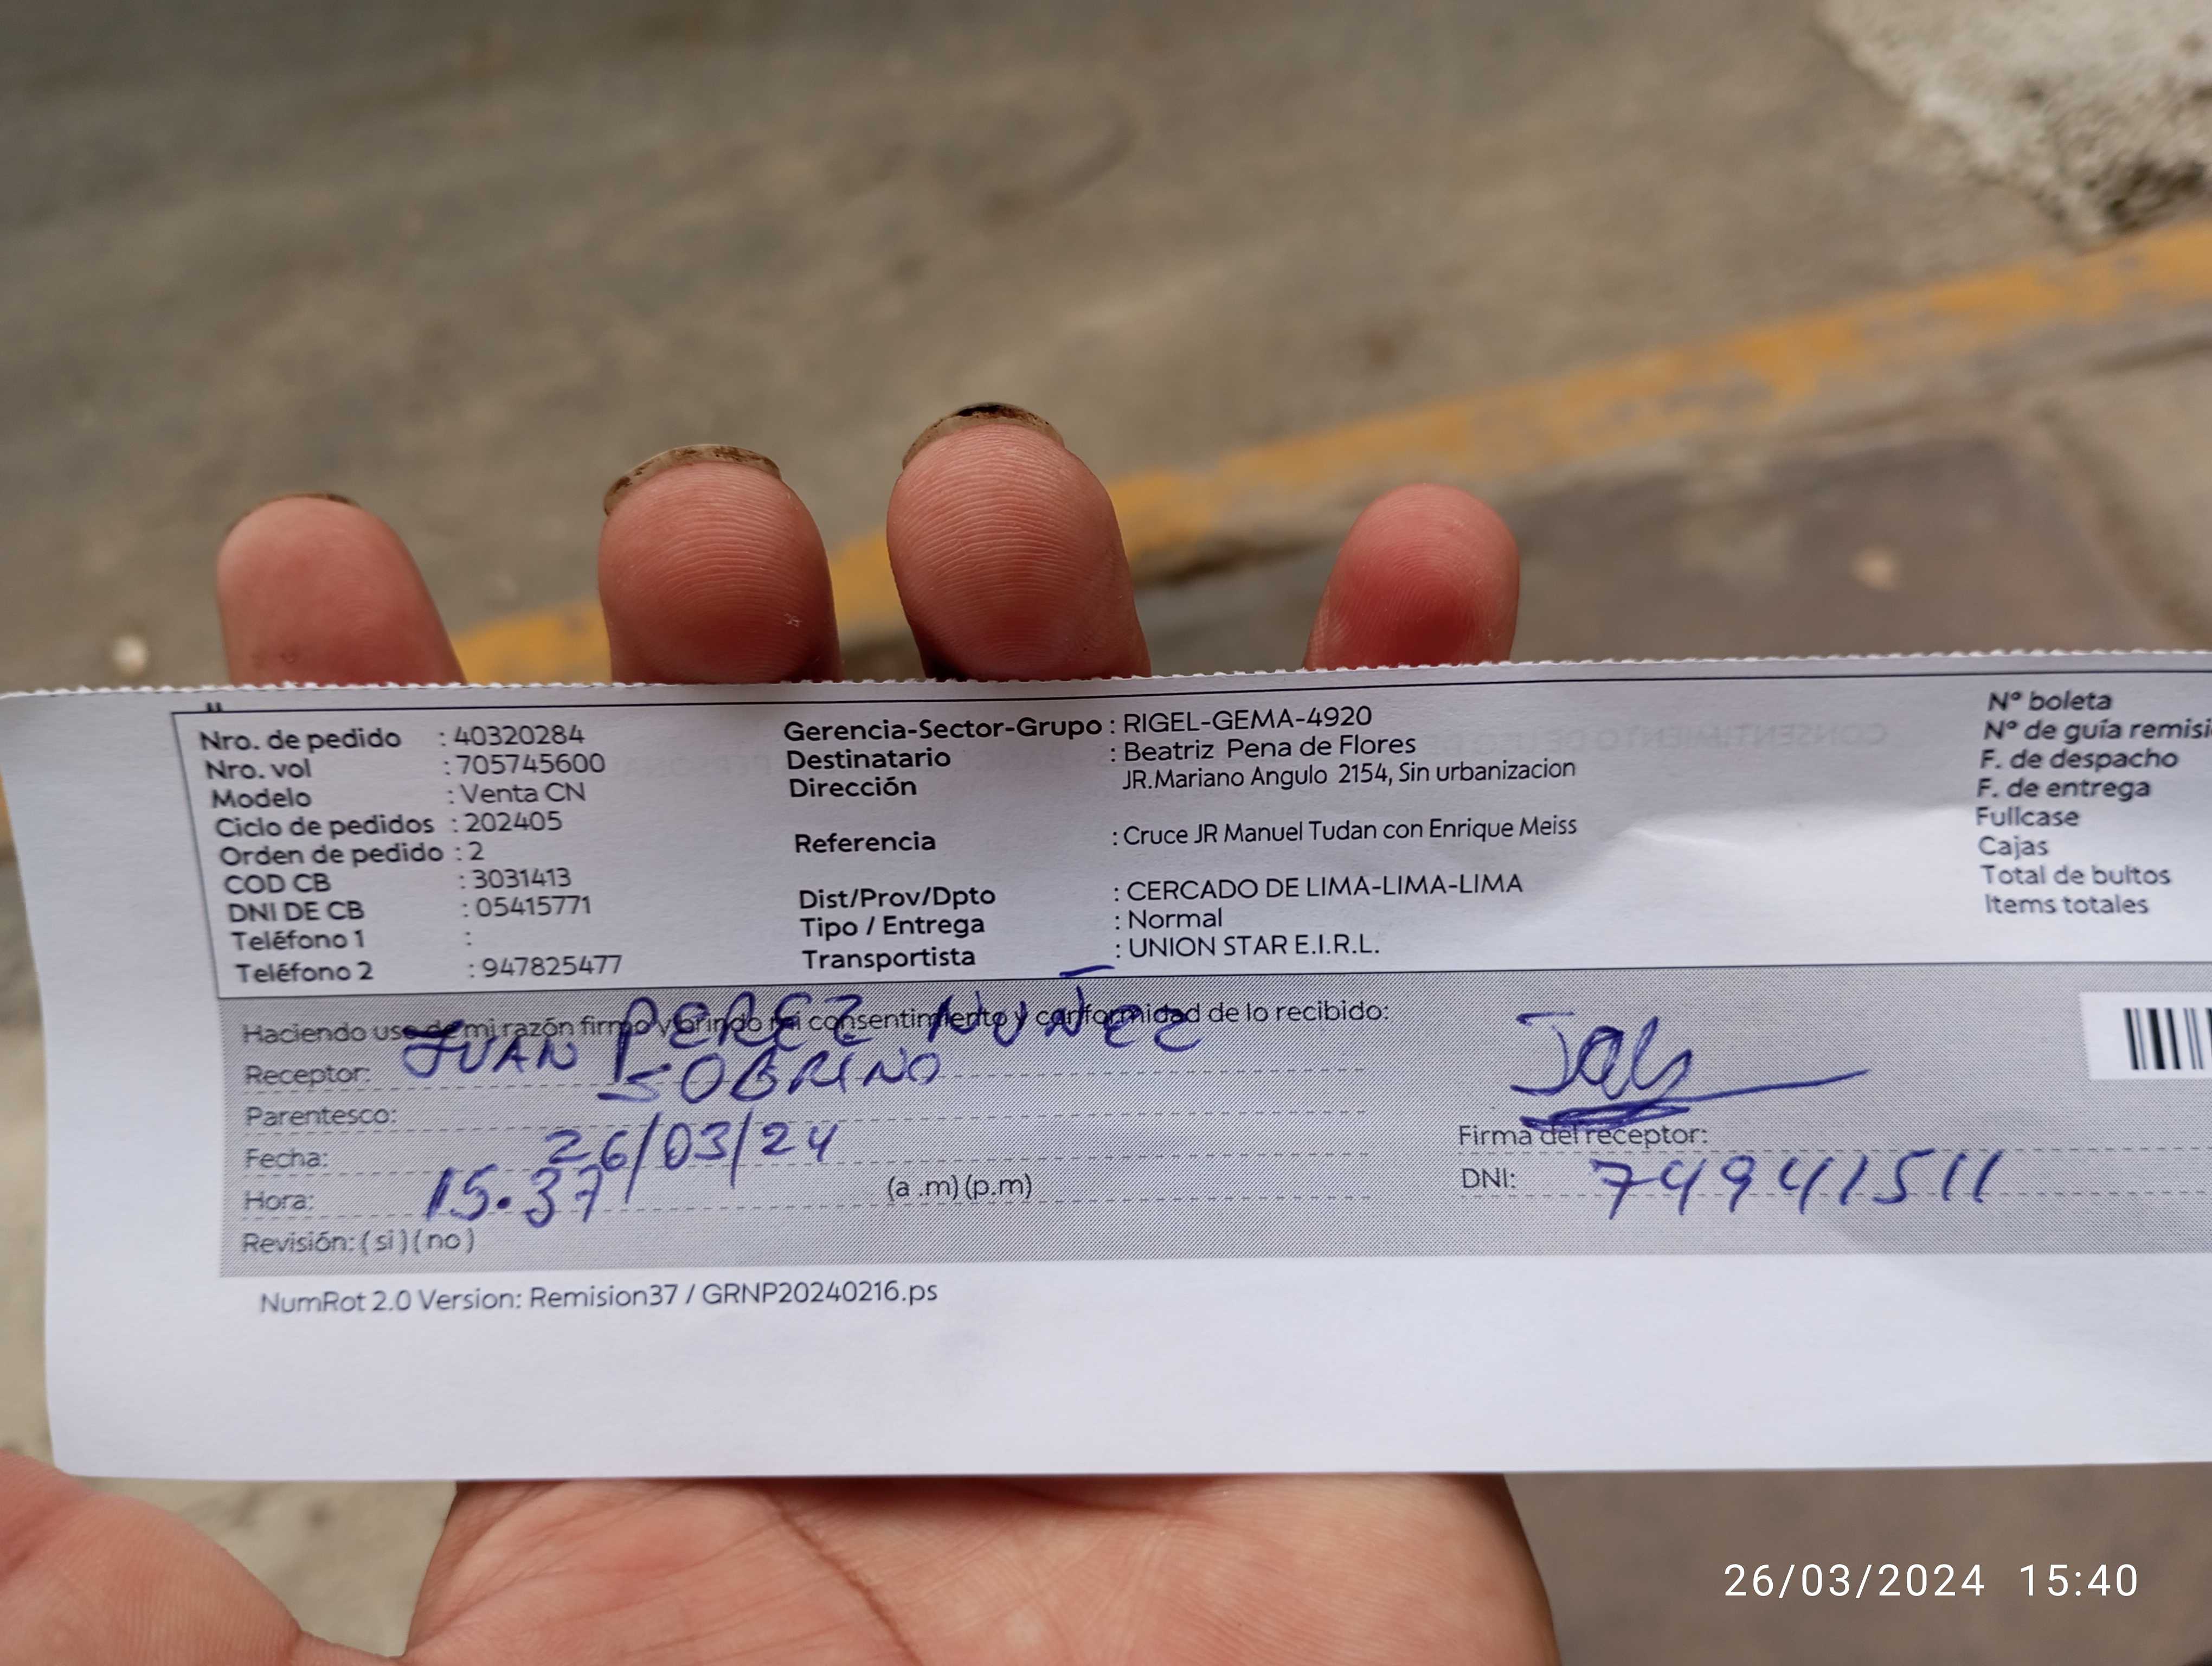 Nro. de pedido : 40320284
Nro. vol : 705745600
Modelo : Venta CN
Ciclo de pedidos : 202405
Orden de pedido : 2
COD CB : 3031413
DNI DE CB : 05415771
Teléfono 1 :
Teléfono 2 : 947825477
Gerencia-Sector-Grupo : RIGEL-GEMA-4920
Destinatario : Beatriz Pena de Flores
Dirección JR.Mariano Angulo 2154, Sin urbanizacion
Referencia : Cruce JR Manuel Tudan con Enrique Meiss
Dist/Prov/Dpto : CERCADO DE LIMA-LIMA-LIMA
Tipo / Entrega : Normal
Transportista : UNION STAR E.I.R.L.
N° boleta
N° de guía remisi
F. de despacho
F. de entrega
Fullcase
Cajas
Total de bultos
Items totales
Haciendo uso de mi razón firmo y brindo mi consentimiento y conformidad de lo recibido:
Receptor: JUAN PEREZ NUÑEZ
Parentesco: SOBRINO
Fecha: 26/03/24
Hora: 15.37 (a .m) (p.m)
Revisión: ( si ) ( no )
Firma del receptor:
DNI: 74941511
NumRot 2.0 Version: Remision37 / GRNP20240216.ps
26/03/2024 15:40